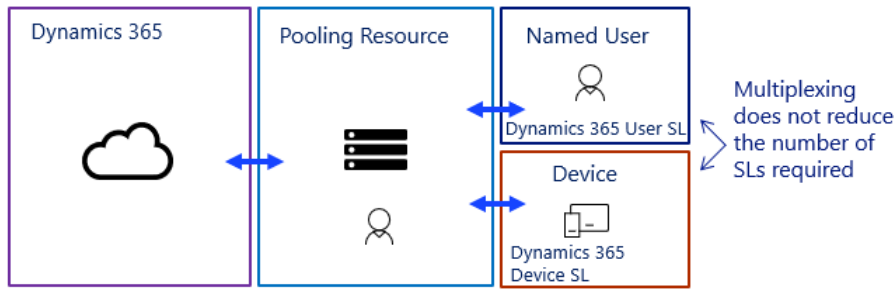 Dynamics 365
Pooling Resource
Named User
Dynamics 365 User SL
Device
Dynamics 365
Device SL
Multiplexing
does not reduce
the number of
SLs required